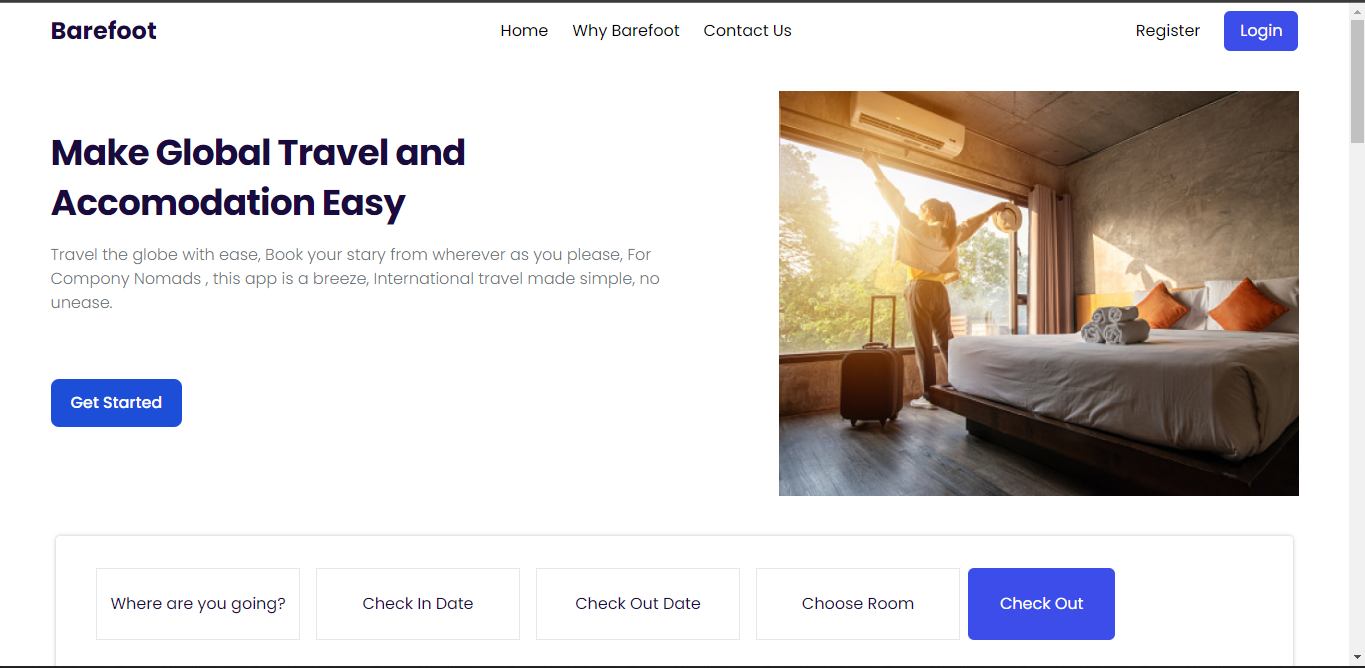 Barefoot
Home
Why Barefoot
Contact Us
Register
Login
Make Global Travel and
Accomodation Easy
Travel the globe with ease, Book your stary from wherever as you please, For
Compony Nomads , this app is a breeze, International travel made simple, no
unease.
Get Started
Where are you going?
Check In Date
Check Out Date
Choose Room
Check Out